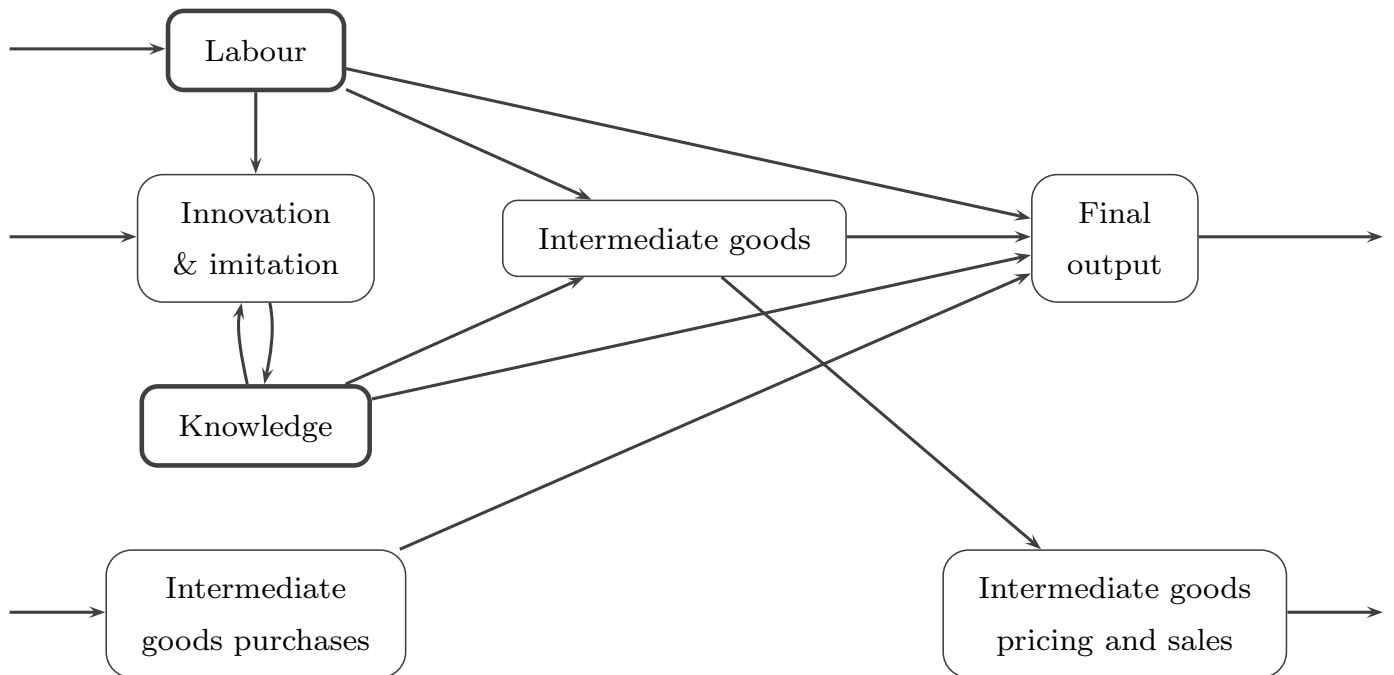 Labour
Innovation
& imitation
Intermediate goods
Final
output
Knowledge
Intermediate
goods purchases
Intermediate goods
pricing and sales